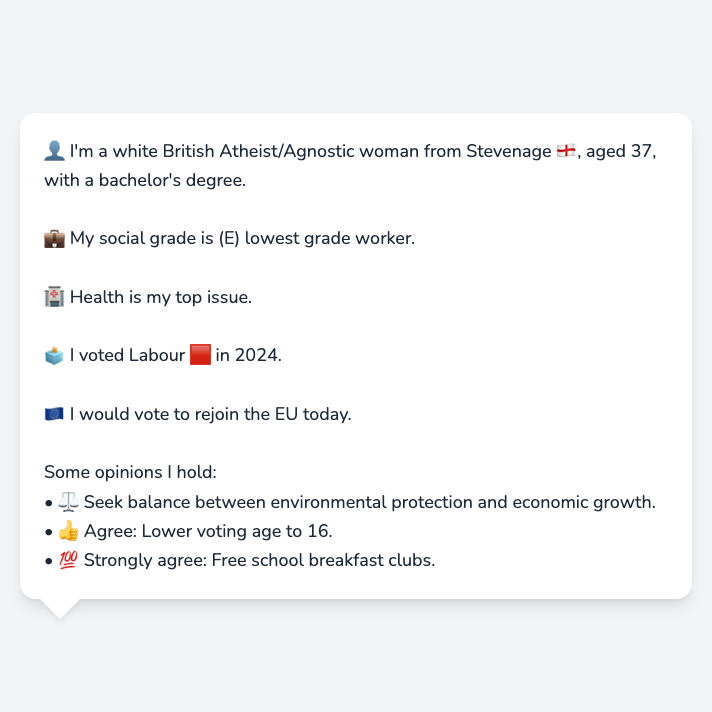 👤 I'm a white British Atheist/Agnostic woman from Stevenage 🏴󠁧󠁢󠁥󠁮󠁧󠁿, aged 37,
with a bachelor's degree.
💼 My social grade is (E) lowest grade worker.
🏥 Health is my top issue.
🗳️ I voted Labour 🟥 in 2024.
🇪🇺 I would vote to rejoin the EU today.
Some opinions I hold:
• ⚖️ Seek balance between environmental protection and economic growth.
• 👍 Agree: Lower voting age to 16.
• 💯 Strongly agree: Free school breakfast clubs.